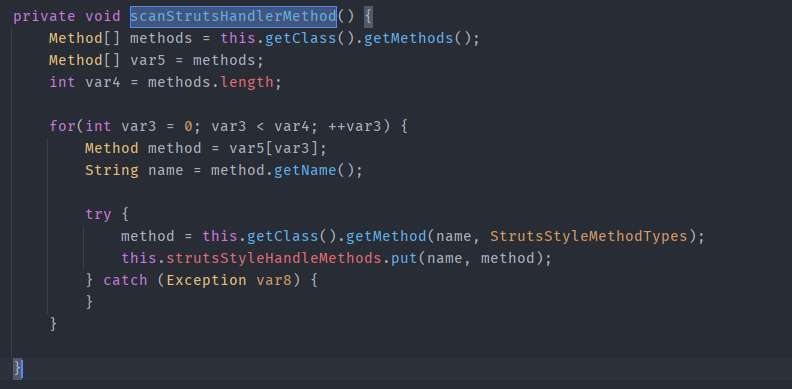 private void scanStrutsHandlerMethod() {
    Method[] methods = this.getClass().getMethods();
    Method[] var5 = methods;
    int var4 = methods.length;

    for(int var3 = 0; var3 < var4; ++var3) {
        Method method = var5[var3];
        String name = method.getName();

        try {
            method = this.getClass().getMethod(name, StrutsStyleMethodTypes);
            this.strutsStyleHandleMethods.put(name, method);
        } catch (Exception var8) {
        }
    }

}